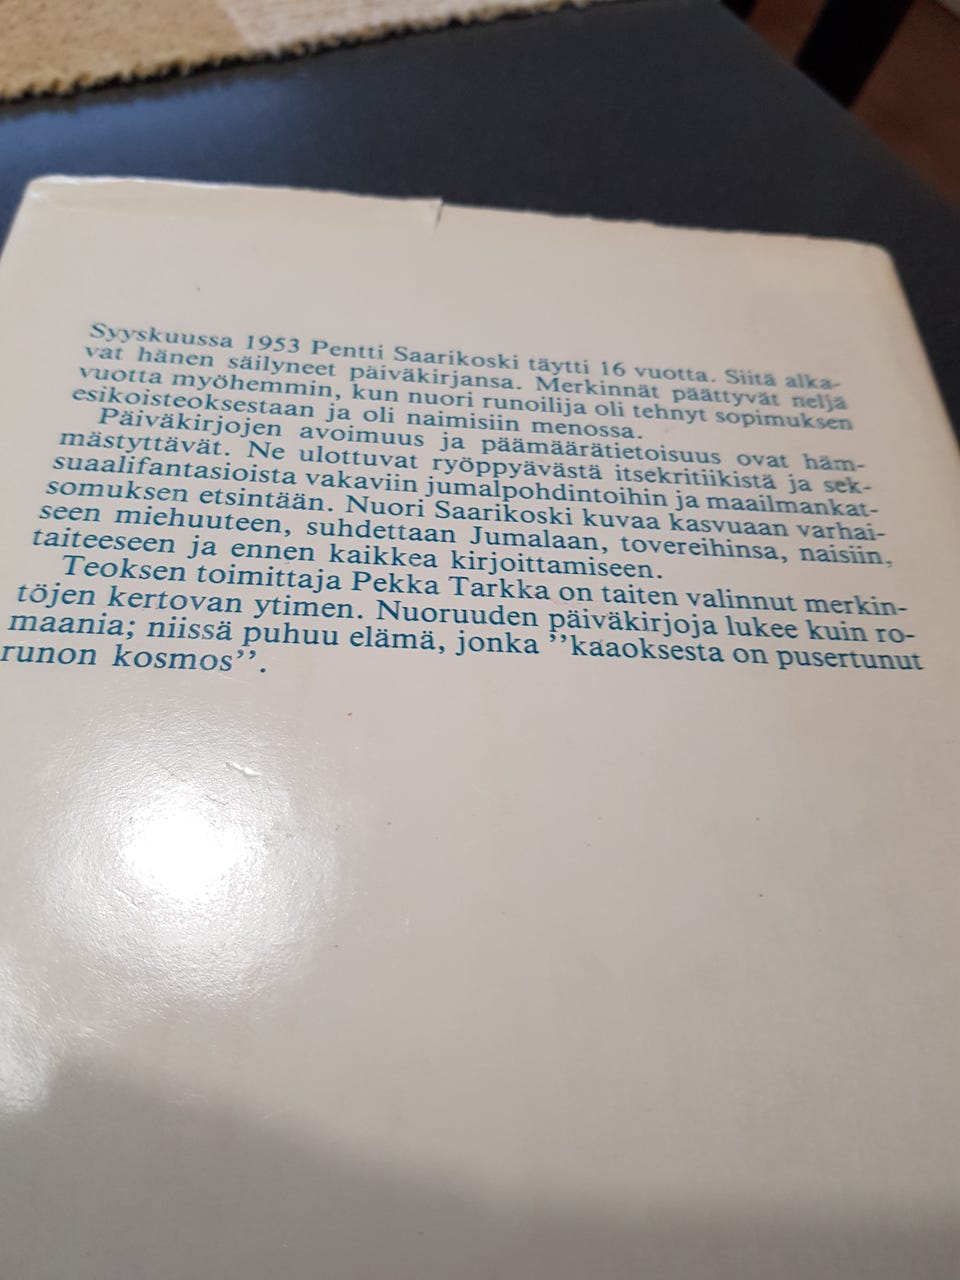 Syyskuussa 1953 Pentti Saarikoski täytti 16 vuotta. Siitä alka-
vat hänen säilyneet päiväkirjansa. Merkinnät päättyvät neljä
vuotta myöhemmin, kun nuori runoilija oli tehnyt sopimuksen
esikoisteoksestaan ja oli naimisiin menossa.
Päiväkirjojen avoimuus ja päämäärätietoisuus ovat häm-
mästyttävät. Ne ulottuvat ryöppyävästä itsekritiikistä ja sek-
suaalifantasioista vakaviin jumalpohdintoihin ja maailmankat-
somuksen etsintään. Nuori Saarikoski kuvaa kasvuaan varhai-
seen miehuuteen, suhdettaan Jumalaan, tovereihinsa, naisiin,
taiteeseen ja ennen kaikkea kirjoittamiseen.
Teoksen toimittaja Pekka Tarkka on taiten valinnut merkin-
töjen kertovan ytimen. Nuoruuden päiväkirjoja lukee kuin ro-
maania; niissä puhuu elämä, jonka ''kaaoksesta on pusertunut
runon kosmos''.